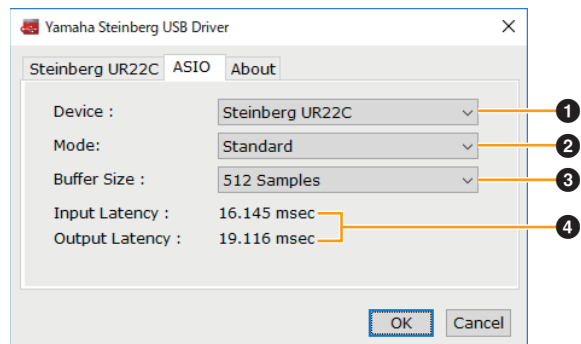 Yamaha Steinberg USB Driver
Steinberg UR22C ASIO About
Device : Steinberg UR22C 1
Mode: Standard 2
Buffer Size : 512 Samples 3
Input Latency : 16.145 msec
4
Output Latency : 19.116 msec
OK Cancel